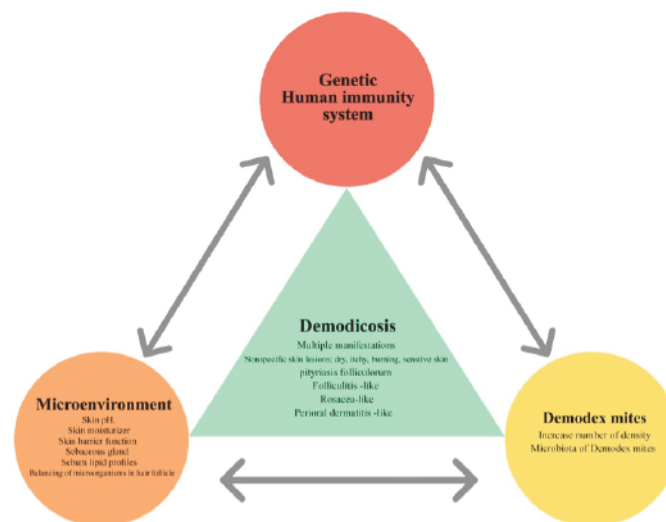 Genetic
Human immunity
system
Demodicosis
Multiple manifestations
Nonspecific skin lesions; dry, itchy, burning, senstive skin
pityriasis folliculorum
Folliculitis -like
Rosacea-like
Perioral dermatitis -like
Microenvironment
Skin pH,
Skin moisturizer
Skin barrier function
Sebaceous gland
Sebum lipid profiles
Balancing of microorganisms in hair follicle
Demodex mites
Increase number of density
Microbiota of Demodex mites